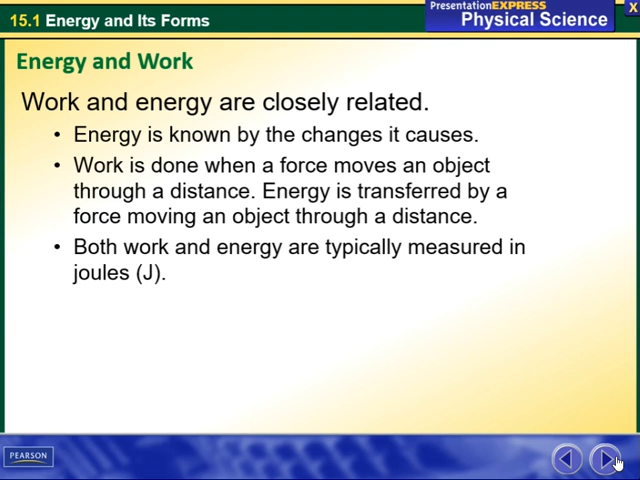 15.1 Energy and Its Forms
PresentationEXPRESS
Physical Science
X
Energy and Work
Work and energy are closely related.
• Energy is known by the changes it causes.
• Work is done when a force moves an object
through a distance. Energy is transferred by a
force moving an object through a distance.
• Both work and energy are typically measured in
joules (J).
PEARSON